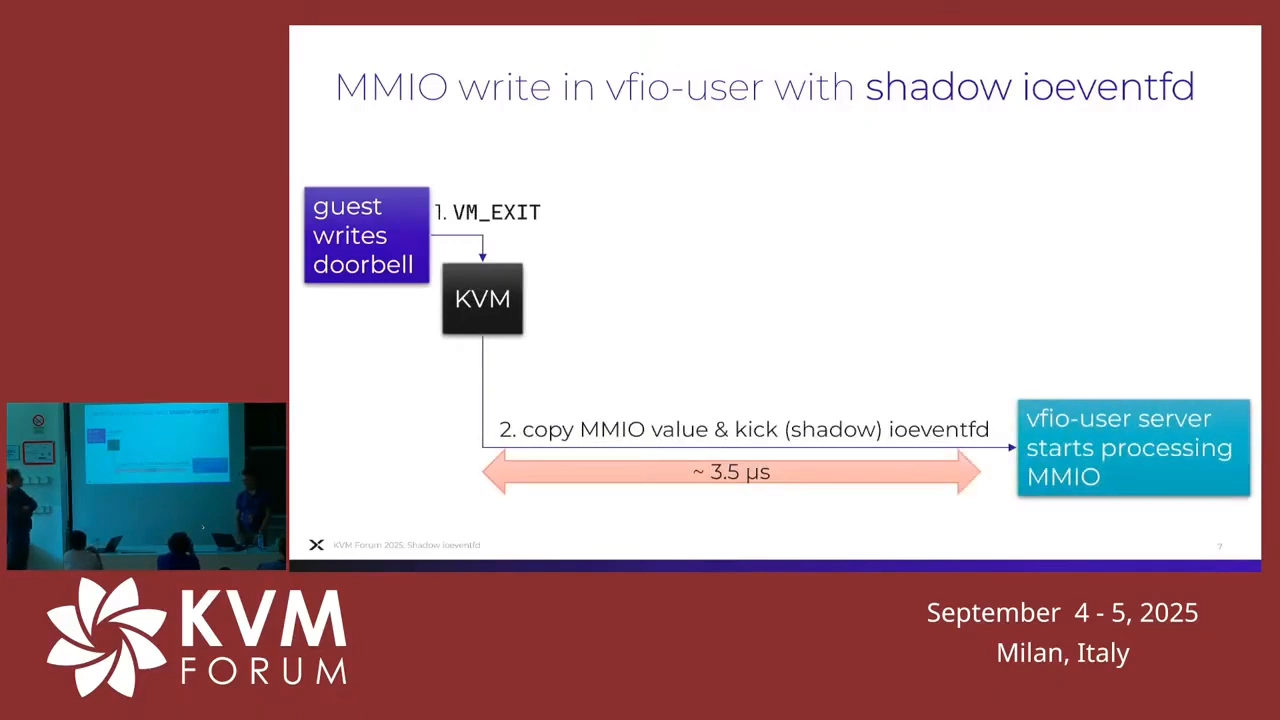 MMIO write in vfio-user with shadow ioeventfd
guest
writes
doorbell
1. VM_EXIT
KVM
2. copy MMIO value & kick (shadow) ioeventfd
~ 3.5 µs
vfio-user server
starts processing
MMIO
KVM Forum 2025: Shadow ioeventfd
7
KVM
FORUM
September 4 - 5, 2025
Milan, Italy